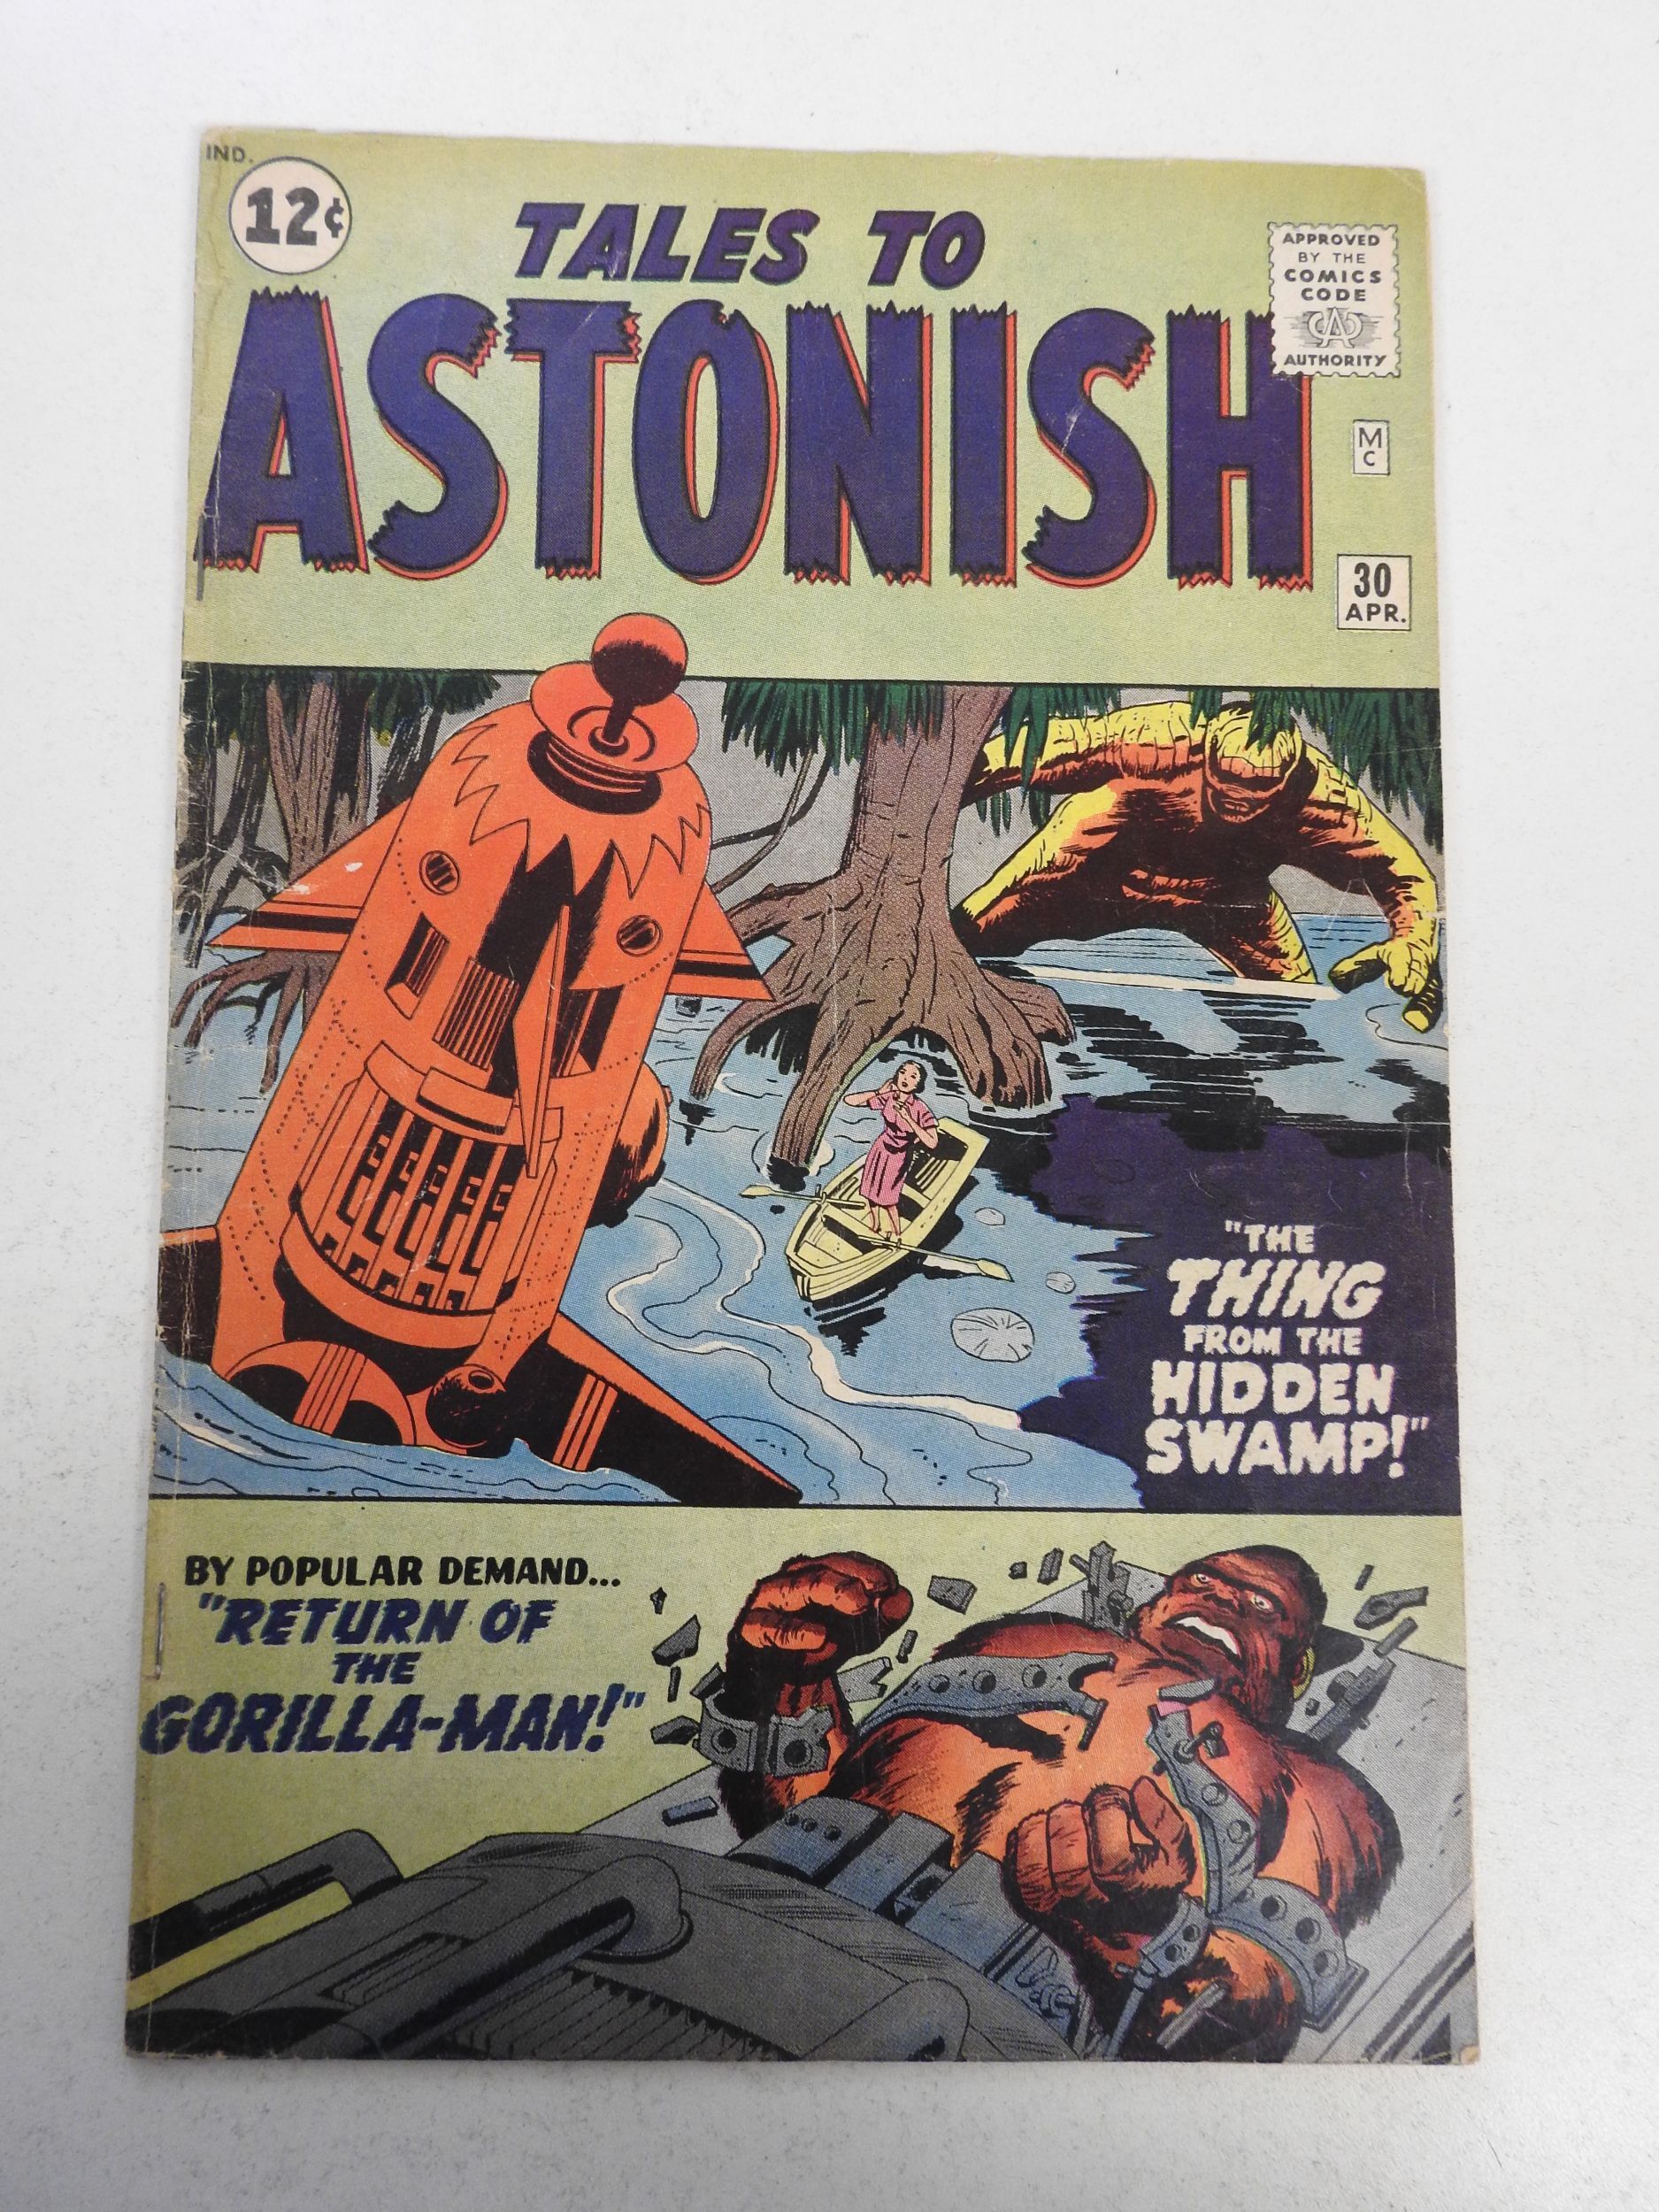 IND.
12¢
TALES TO
ASTONISH
APPROVED
BY THE
COMICS
CODE
CA
AUTHORITY
M
C
30
APR.
"THE
THING
FROM THE
HIDDEN
SWAMP!"
BY POPULAR DEMAND...
"RETURN OF
THE
GORILLA-MAN!"